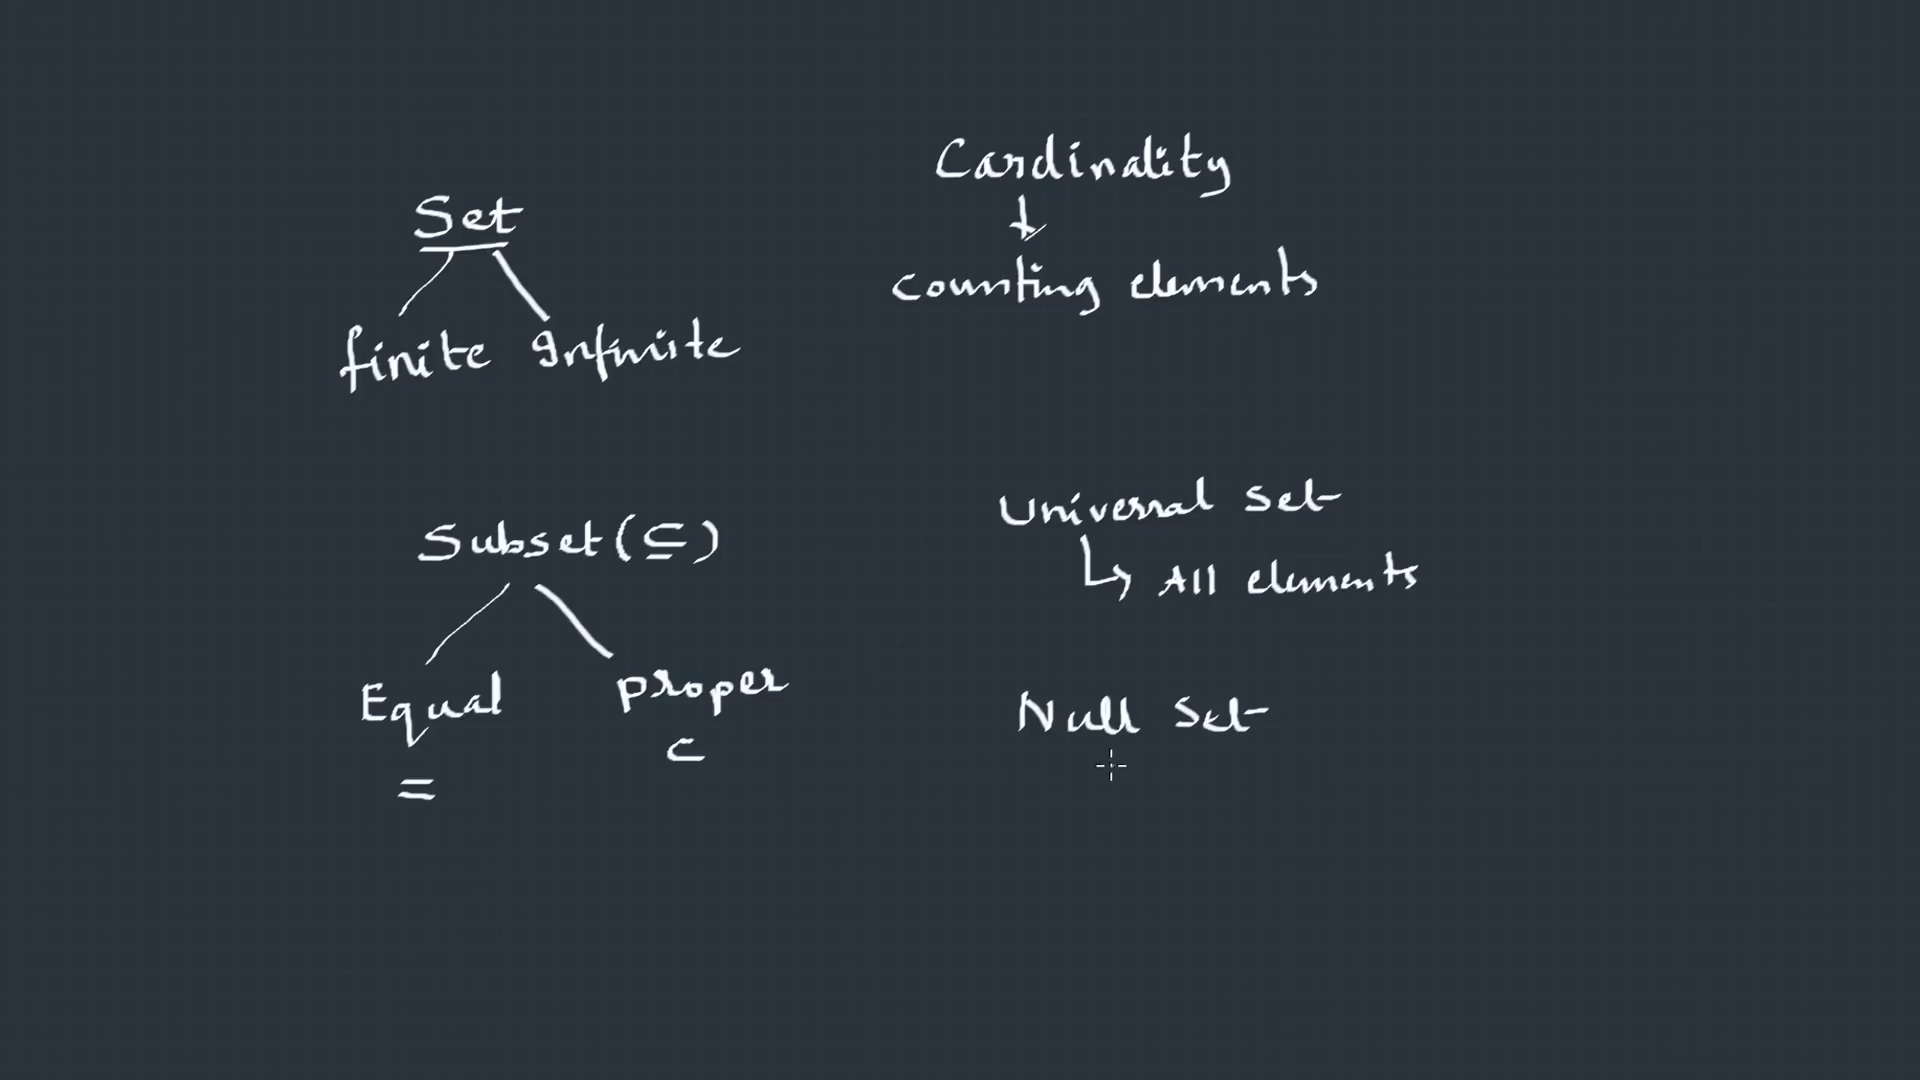 Set
finite Infinite
Cardinality
counting elements
Subset (⊆)
Equal proper
= ⊂
Universal set
All elements
Null set